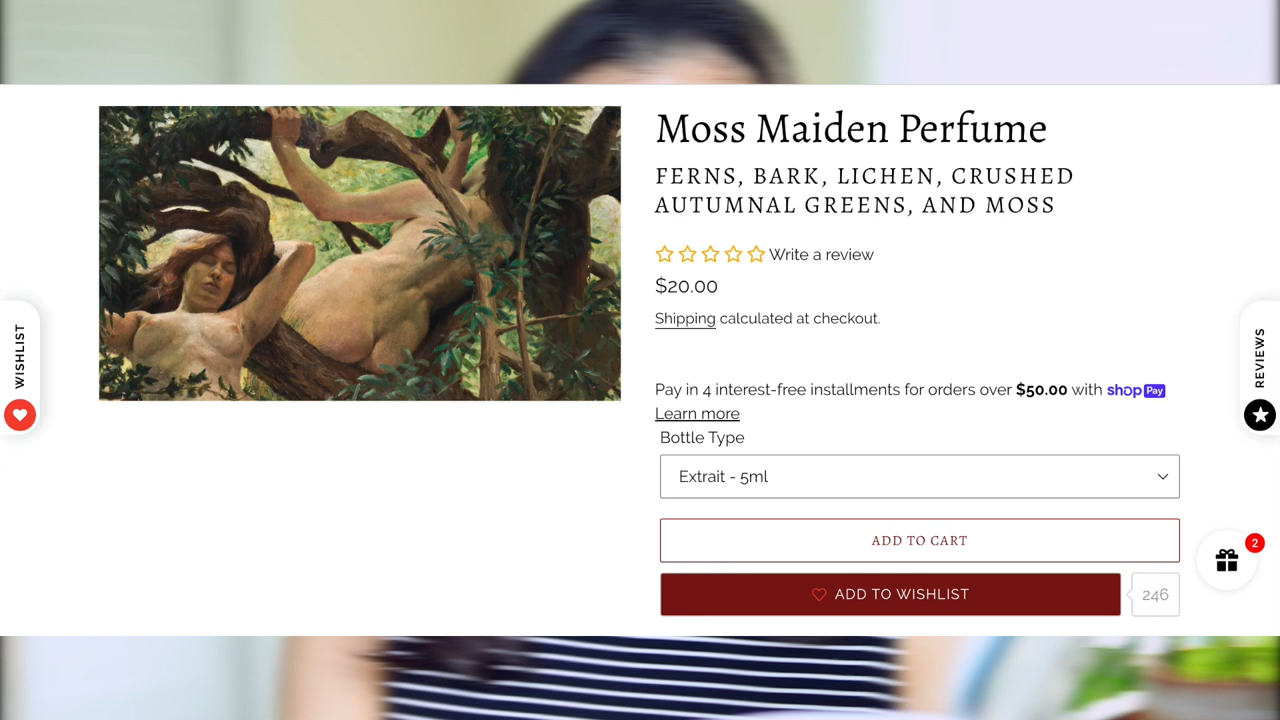 Moss Maiden Perfume
FERNS, BARK, LICHEN, CRUSHED
AUTUMNAL GREENS, AND MOSS
Write a review
$20.00
Shipping calculated at checkout.
Pay in 4 interest-free installments for orders over $50.00 with shop Pay
Learn more
Bottle Type
Extrait - 5ml
ADD TO CART
ADD TO WISHLIST
246
WISHLIST
REVIEWS
2